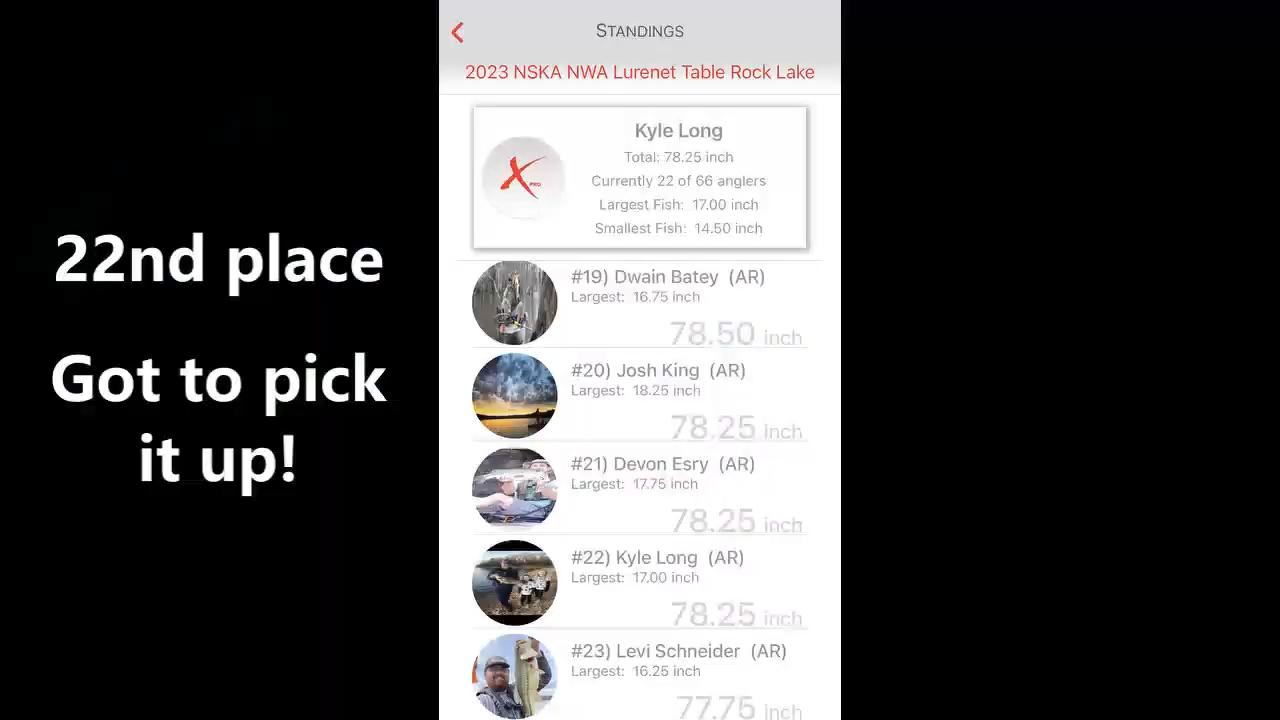 22nd place
Got to pick
it up!
STANDINGS
2023 NSKA NWA Lurenet Table Rock Lake
X PRO
Kyle Long
Total: 78.25 inch
Currently 22 of 66 anglers
Largest Fish: 17.00 inch
Smallest Fish: 14.50 inch
#19) Dwain Batey (AR)
Largest: 16.75 inch
78.50 inch
#20) Josh King (AR)
Largest: 18.25 inch
78.25 inch
#21) Devon Esry (AR)
Largest: 17.75 inch
78.25 inch
#22) Kyle Long (AR)
Largest: 17.00 inch
78.25 inch
#23) Levi Schneider (AR)
Largest: 16.25 inch
77.75 inch